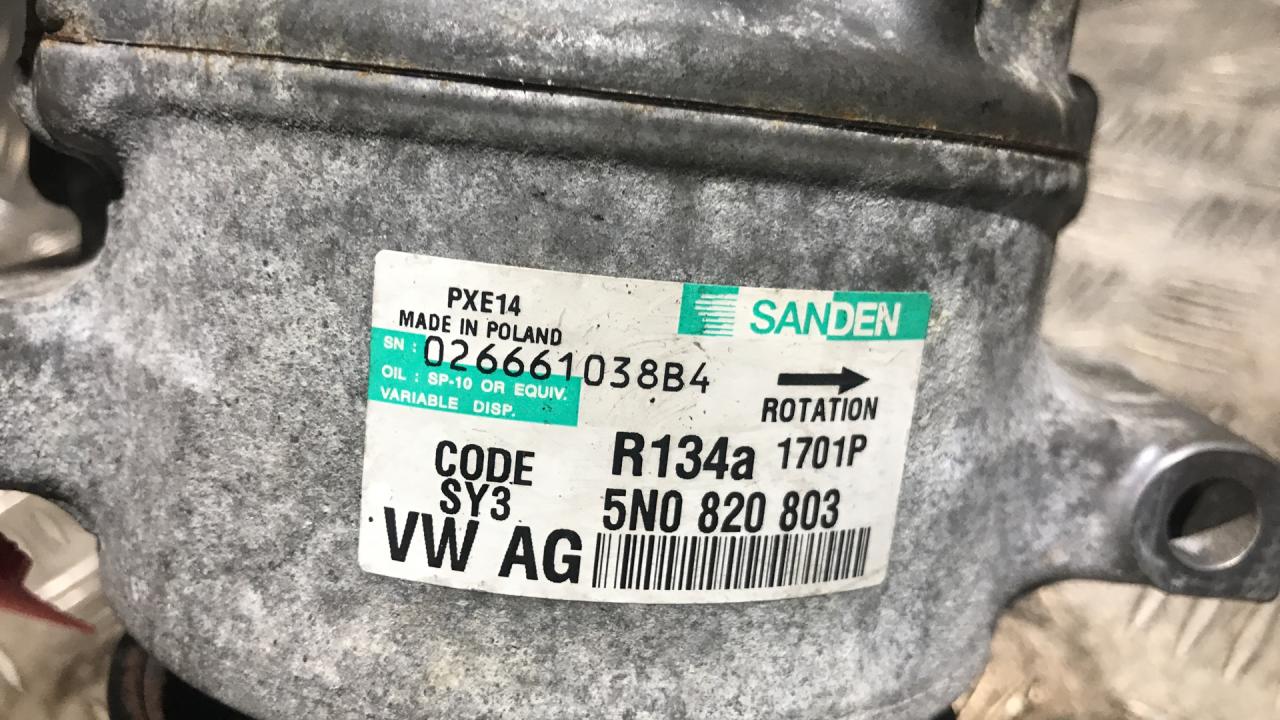 PXE14
MADE IN POLAND
SANDEN
SN : 026661038B4
OIL : SP-10 OR EQUIV.
VARIABLE DISP.
ROTATION
CODE
SY3
R134a 1701P
5N0 820 803
VW AG